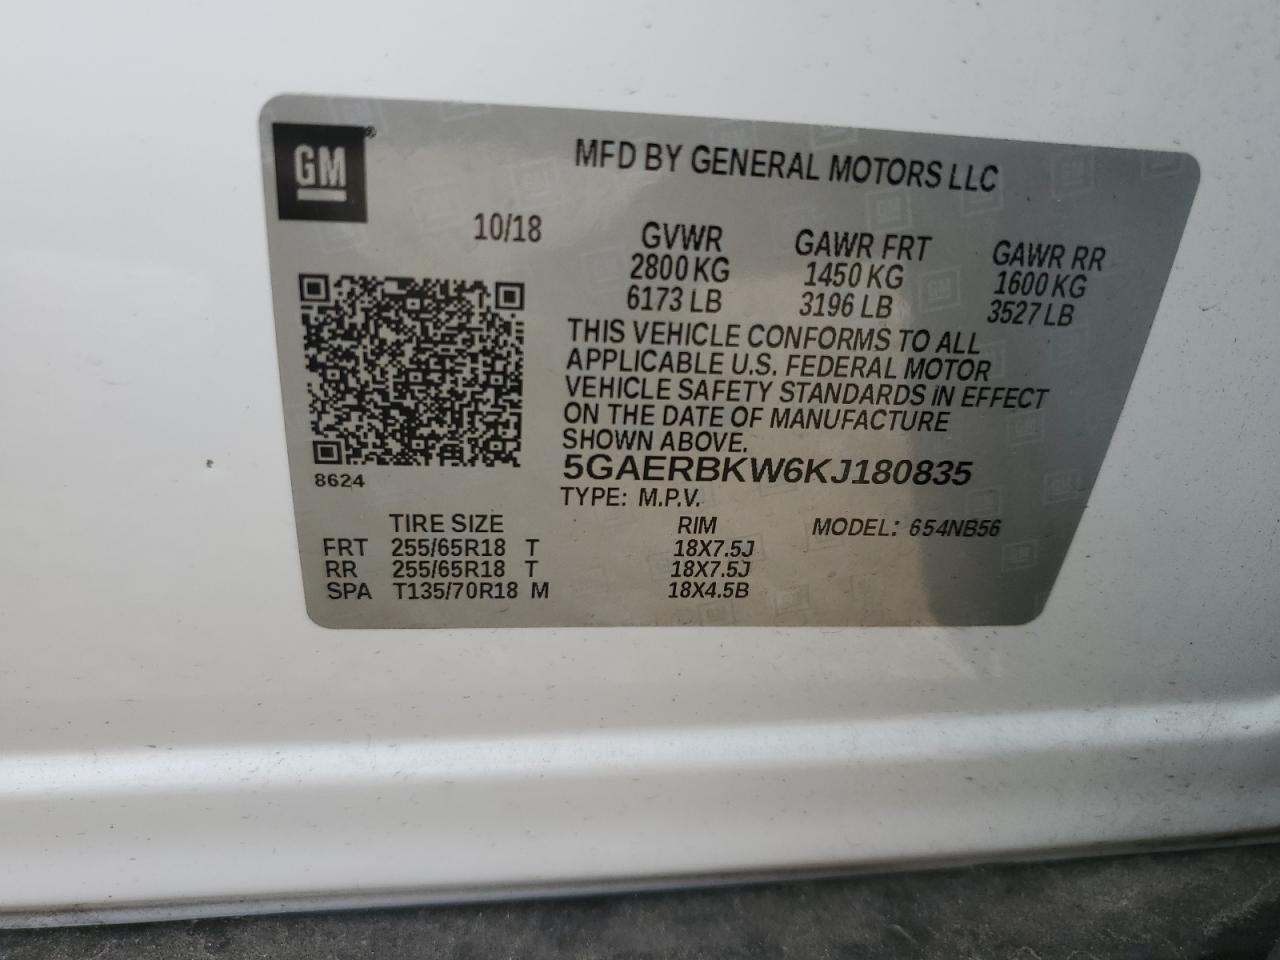 GM®
MFD BY GENERAL MOTORS LLC
10/18
GVWR GAWR FRT GAWR RR
2800 KG 1450 KG 1600 KG
6173 LB 3196 LB 3527 LB
THIS VEHICLE CONFORMS TO ALL
APPLICABLE U.S. FEDERAL MOTOR
VEHICLE SAFETY STANDARDS IN EFFECT
ON THE DATE OF MANUFACTURE
SHOWN ABOVE.
8624
5GAERBKW6KJ180835
TYPE: M.P.V.
TIRE SIZE RIM MODEL: 654NB56
FRT 255/65R18 T 18X7.5J
RR 255/65R18 T 18X7.5J
SPA T135/70R18 M 18X4.5B